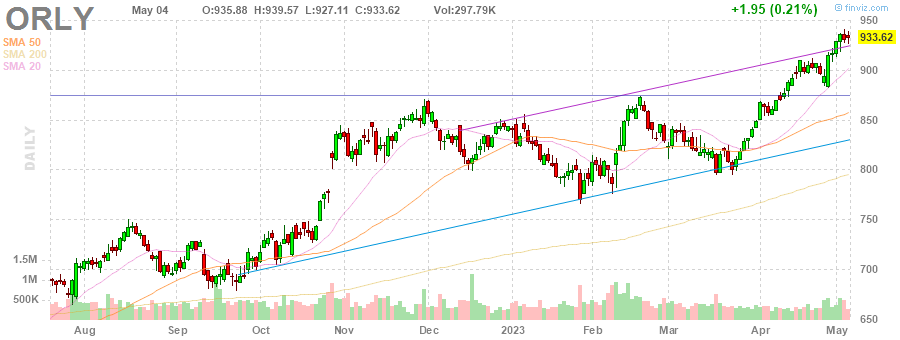 ORLY May 04 O:935.88 H:939.57 L:927.11 C:933.62 Vol:297.79K +1.95 (0.21%) @ finviz.com
SMA 50
SMA 200
SMA 20
DAILY
950
933.62
900
850
800
750
700
650
1.5M
1M
500K
Aug Sep Oct Nov Dec 2023 Feb Mar Apr May